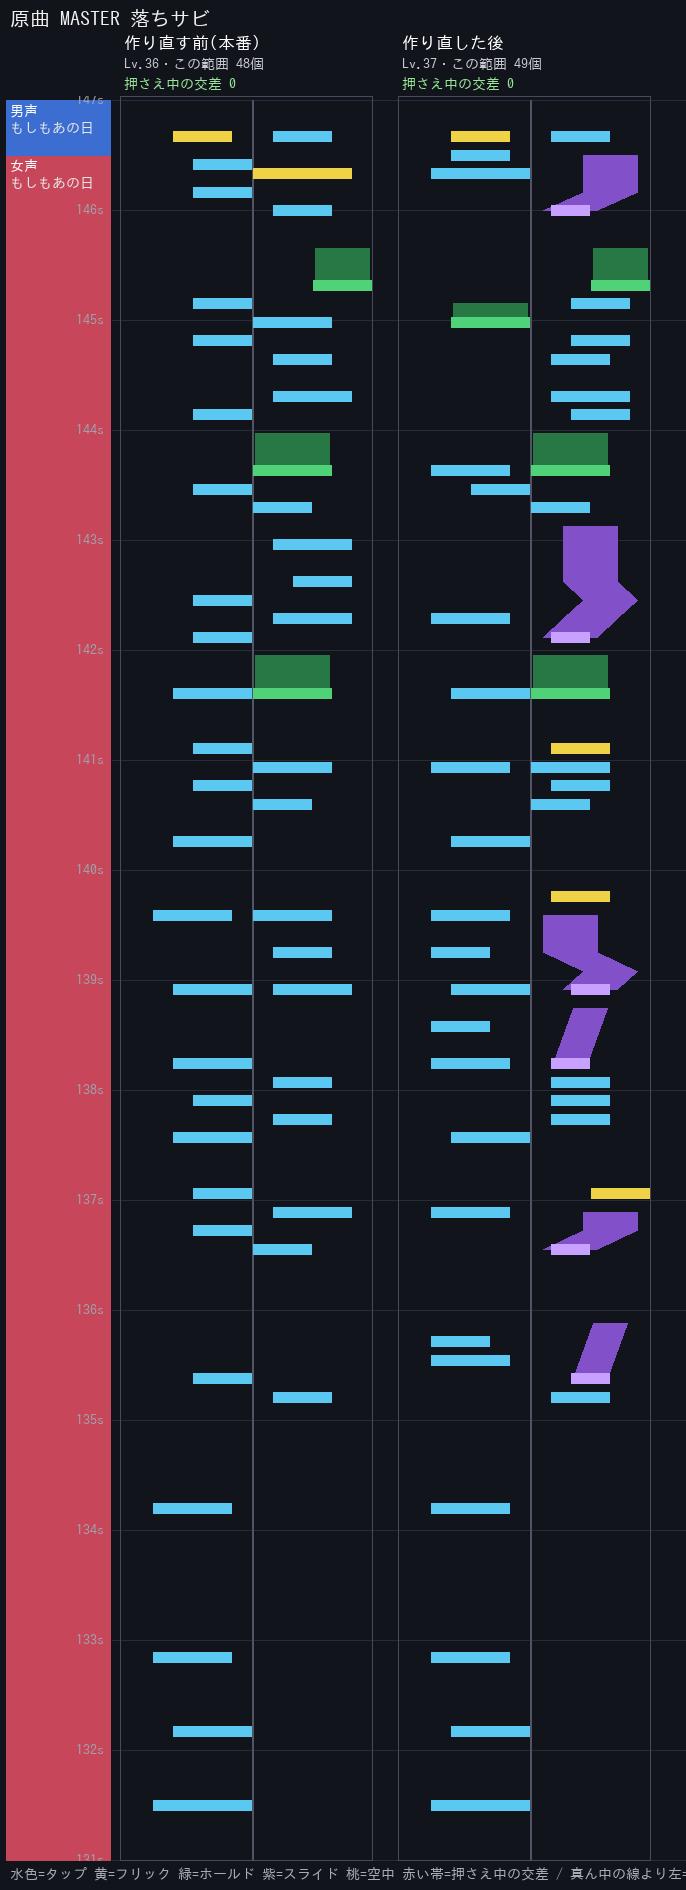 原曲 MASTER 落ちサビ
作り直す前(本番)
Lv.36・この範囲 48個
押さえ中の交差 0
作り直した後
Lv.37・この範囲 49個
押さえ中の交差 0
147s
男声
もしもあの日
女声
もしもあの日
146s
145s
144s
143s
142s
141s
140s
139s
138s
137s
136s
135s
134s
133s
132s
131s
水色=タップ 黄=フリック 緑=ホールド 紫=スライド 桃=空中 赤い帯=押さえ中の交差 / 真ん中の線より左=